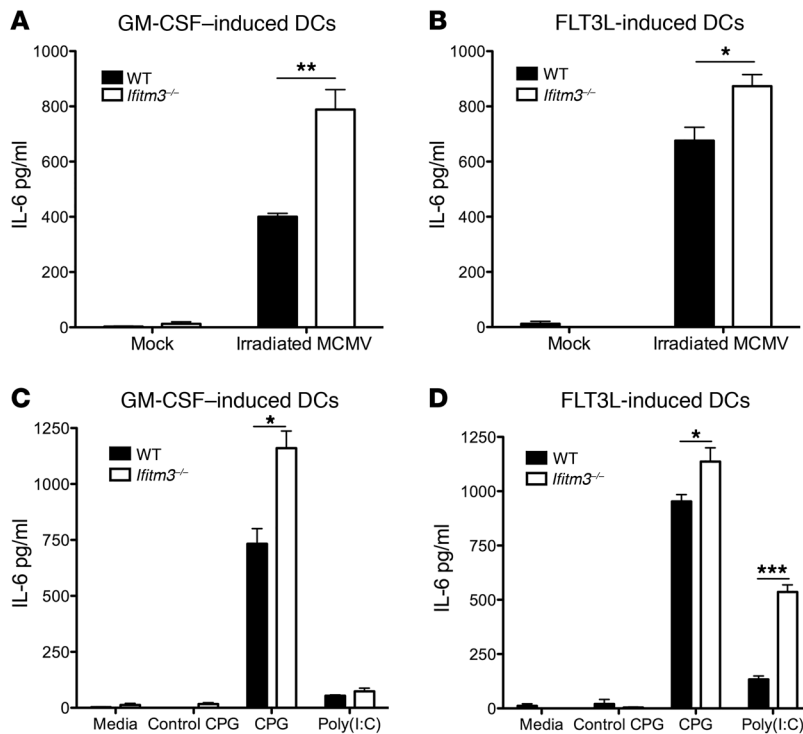 A
GM-CSF–induced DCs
IL-6 pg/ml
1000
800
600
400
200
0
WT
Ifitm3–/–
**
Mock
Irradiated MCMV
B
FLT3L-induced DCs
IL-6 pg/ml
1000
800
600
400
200
0
WT
Ifitm3–/–
*
Mock
Irradiated MCMV
C
GM-CSF–induced DCs
IL-6 pg/ml
1250
1000
750
500
250
0
WT
Ifitm3–/–
*
Media
Control CPG
CPG
Poly(I:C)
D
FLT3L-induced DCs
IL-6 pg/ml
1250
1000
750
500
250
0
WT
Ifitm3–/–
*
***
Media
Control CPG
CPG
Poly(I:C)